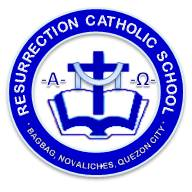 RESURRECTION CATHOLIC SCHOOL
-A- -Ω-
· BAGBAG, NOVALICHES, QUEZON CITY ·